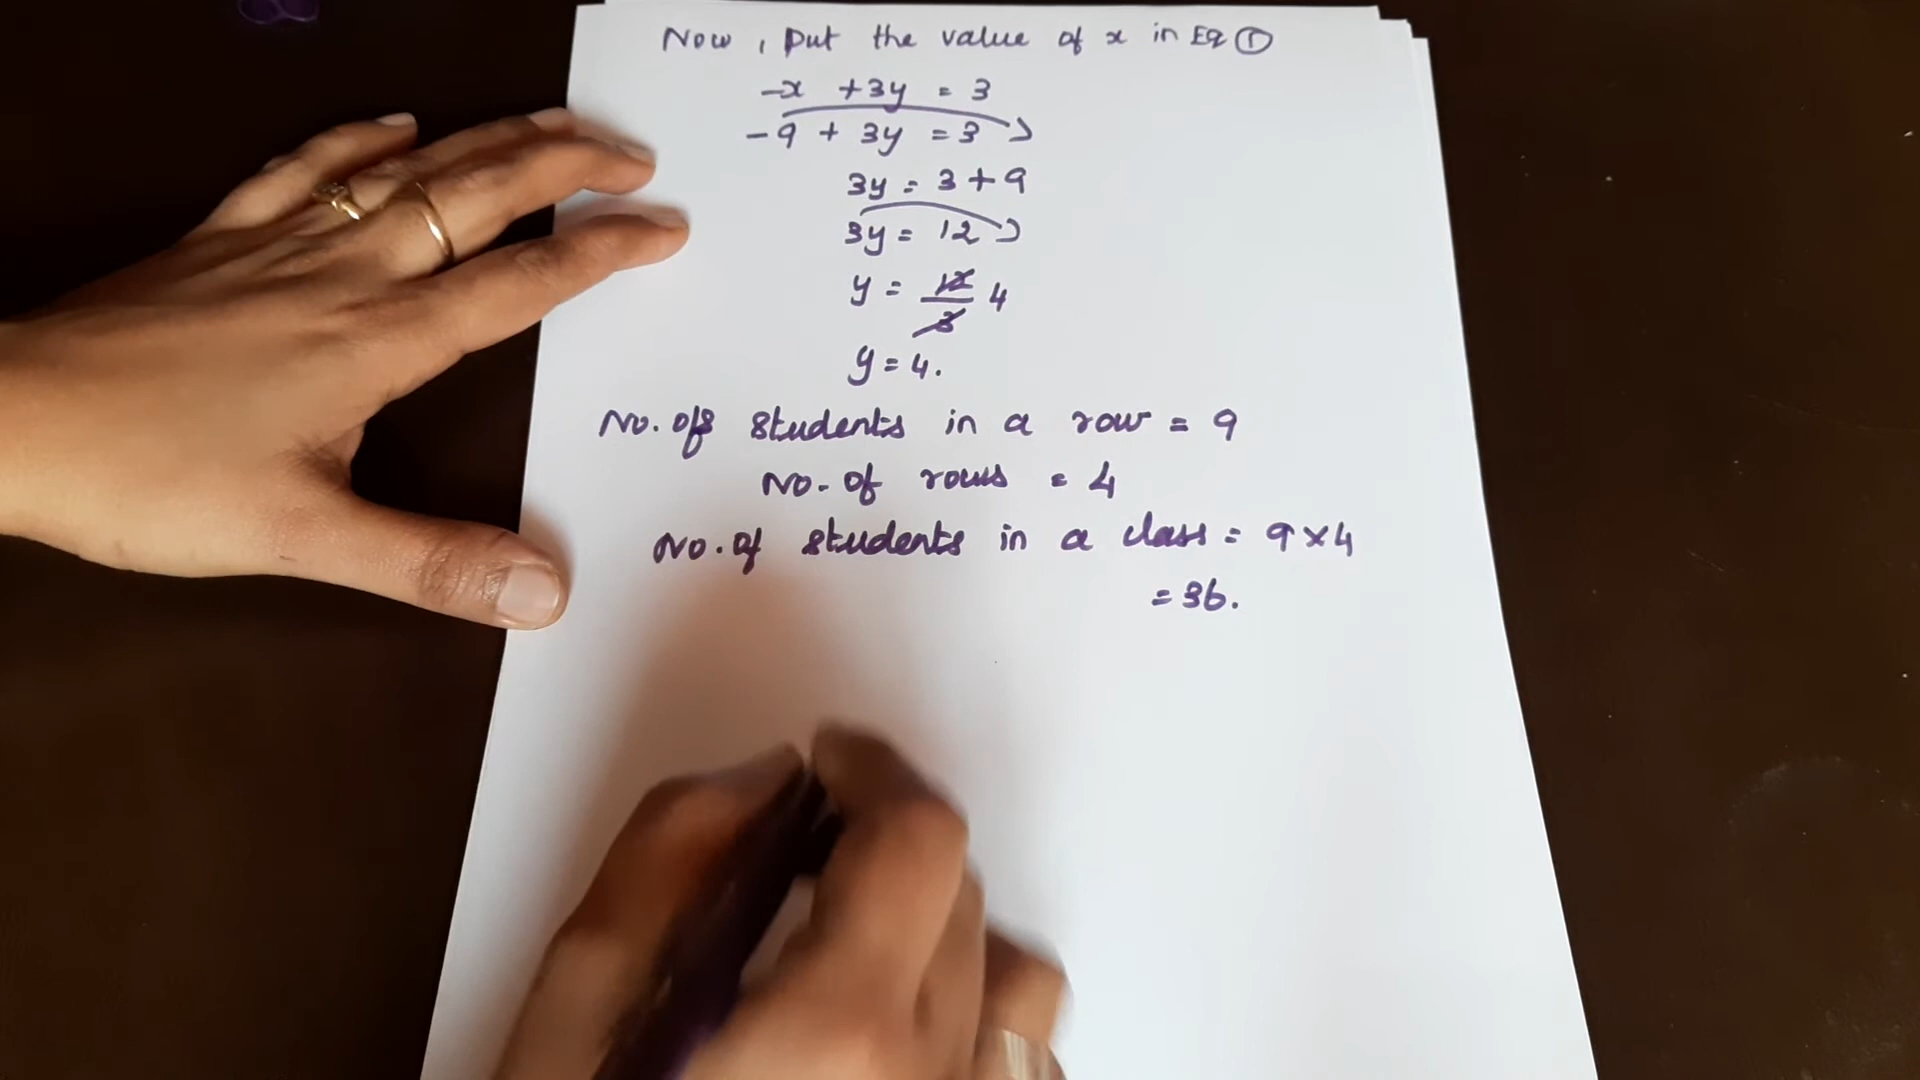 Now, put the value of x in Eq ①
-x + 3y = 3
-9 + 3y = 3
3y = 3 + 9
3y = 12
y = 12/3 4
y = 4.
No. of students in a row = 9
No. of rows = 4
No. of students in a class = 9 × 4
= 36.